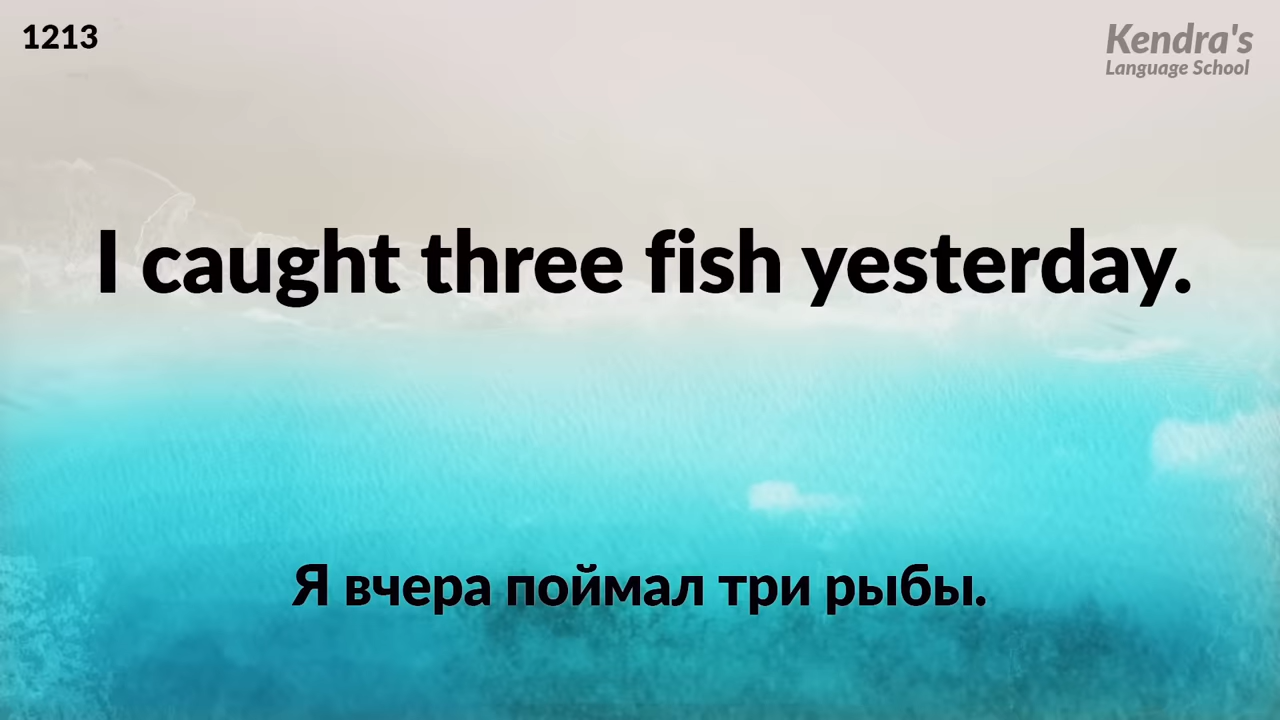 1213
Kendra's
Language School
I caught three fish yesterday.
Я вчера поймал три рыбы.